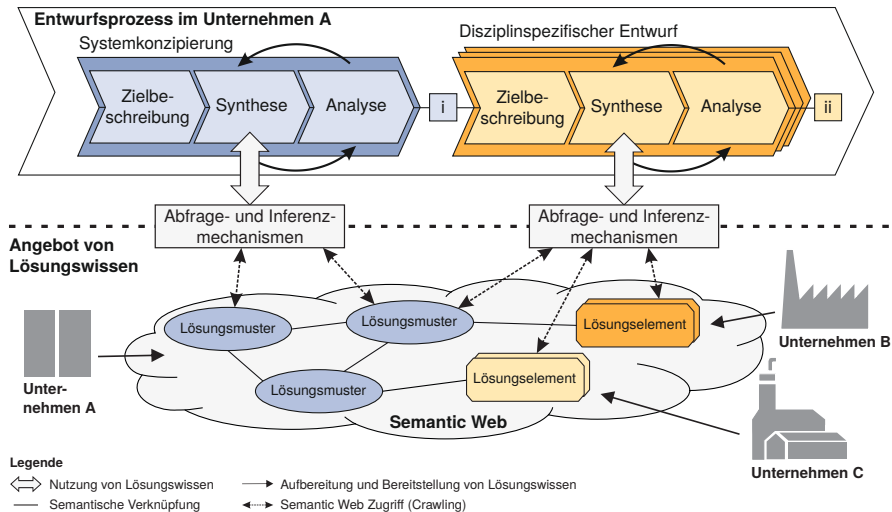 Entwurfsprozess im Unternehmen A
Systemkonzipierung
Disziplinspezifischer Entwurf
Zielbe-
schreibung
Synthese
Analyse
i
Zielbe-
schreibung
Synthese
Analyse
ii
Abfrage- und Inferenz-
mechanismen
Abfrage- und Inferenz-
mechanismen
Angebot von
Lösungswissen
Lösungsmuster
Lösungsmuster
Lösungselement
Lösungsmuster
Lösungselement
Semantic Web
Unter-
nehmen A
Unternehmen B
Unternehmen C
Legende
Nutzung von Lösungswissen
Aufbereitung und Bereitstellung von Lösungswissen
Semantische Verknüpfung
Semantic Web Zugriff (Crawling)